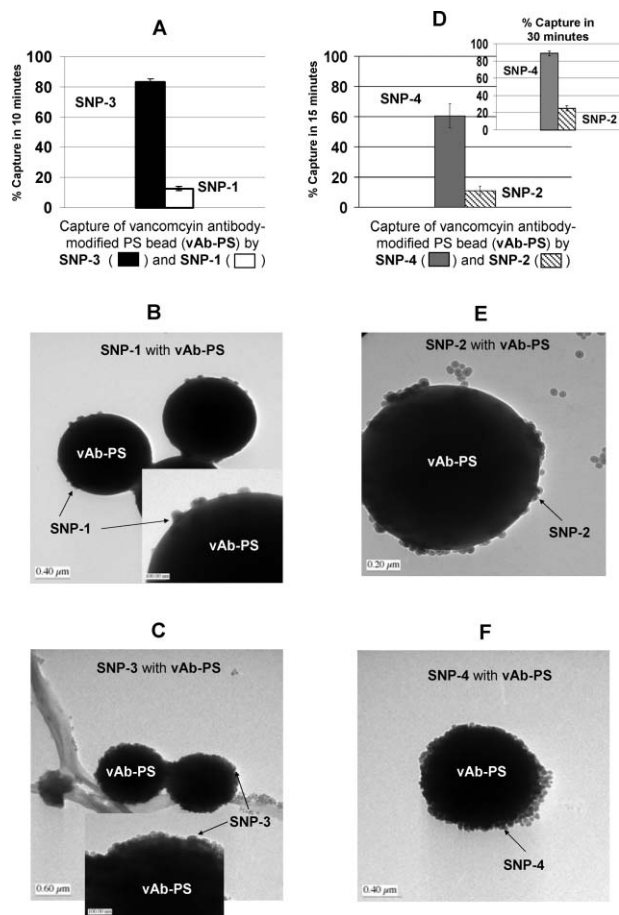 A
% Capture in 10 minutes
100
80
60
40
20
0
SNP-3
SNP-1
Capture of vancomcyin antibody-
modified PS bead (vAb-PS) by
SNP-3 ( ) and SNP-1 ( )
D
% Capture in 15 minutes
100
80
60
40
20
0
SNP-4
SNP-2
% Capture in
30 minutes
100
80
60
40
20
0
SNP-4
SNP-2
Capture of vancomcyin antibody-
modified PS bead (vAb-PS) by
SNP-4 ( ) and SNP-2 ( )
B
SNP-1 with vAb-PS
vAb-PS
SNP-1
vAb-PS
0.40 μm
E
SNP-2 with vAb-PS
vAb-PS
SNP-2
0.20 μm
C
SNP-3 with vAb-PS
vAb-PS
SNP-3
vAb-PS
0.60 μm
F
SNP-4 with vAb-PS
vAb-PS
SNP-4
0.40 μm